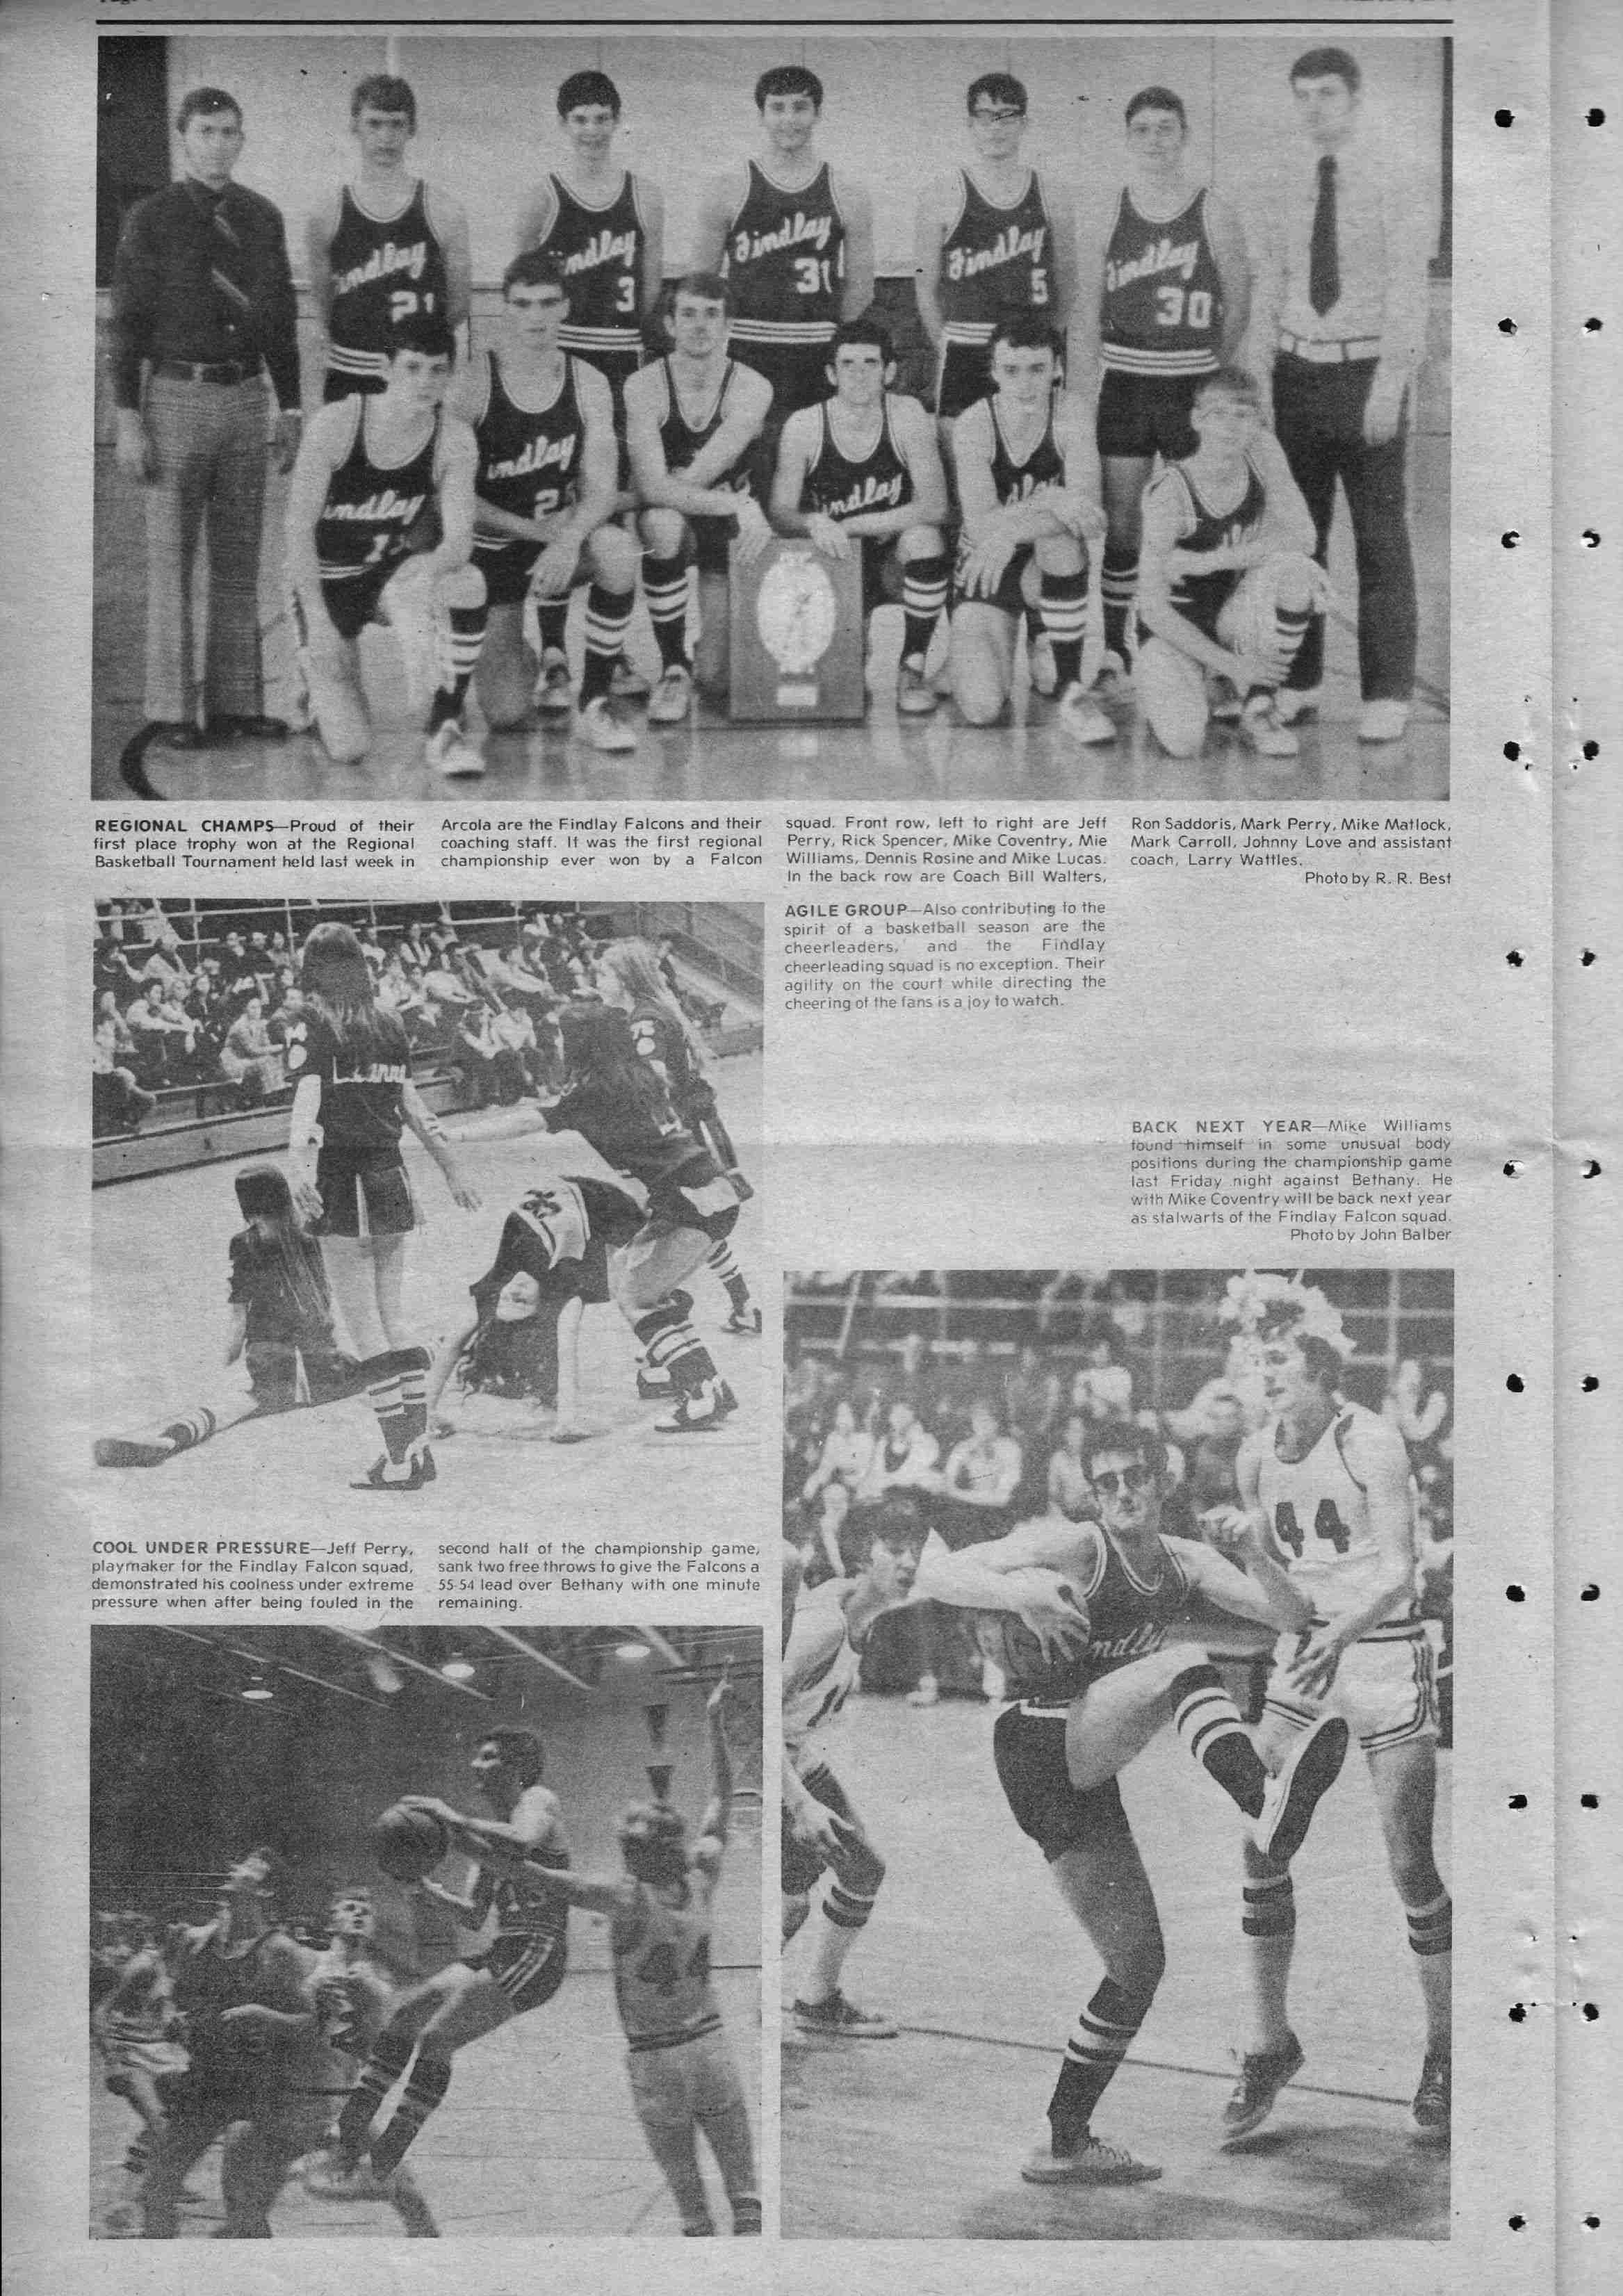 Findlay
Findlay
Findlay
31
Findlay
5
Findlay
30
indlay
21
ndlay
3
indlay
indlay
indlay
REGIONAL CHAMPS—Proud of their
first place trophy won at the Regional
Basketball Tournament held last week in
Arcola are the Findlay Falcons and their
coaching staff. It was the first regional
championship ever won by a Falcon
squad. Front row, left to right are Jeff
Perry, Rick Spencer, Mike Coventry, Mie
Williams, Dennis Rosine and Mike Lucas.
In the back row are Coach Bill Walters,
Ron Saddoris, Mark Perry, Mike Matlock,
Mark Carroll, Johnny Love and assistant
coach, Larry Wattles.
Photo by R. R. Best
AGILE GROUP—Also contributing to the
spirit of a basketball season are the
cheerleaders, and the Findlay
cheerleading squad is no exception. Their
agility on the court while directing the
cheering of the fans is a joy to watch.
BACK NEXT YEAR—Mike Williams
found himself in some unusual body
positions during the championship game
last Friday night against Bethany. He
with Mike Coventry will be back next year
as stalwarts of the Findlay Falcon squad.
Photo by John Balber
COOL UNDER PRESSURE—Jeff Perry,
playmaker for the Findlay Falcon squad,
demonstrated his coolness under extreme
pressure when after being fouled in the
second half of the championship game,
sank two free throws to give the Falcons a
55-54 lead over Bethany with one minute
remaining.
44
ndlay
44